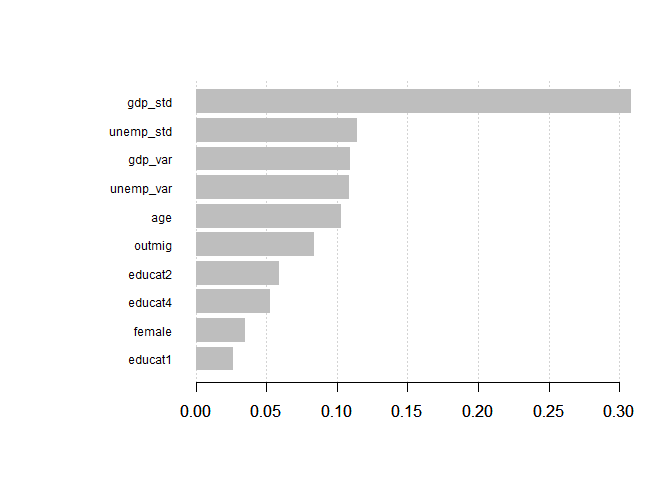 gdp_std
unemp_std
gdp_var
unemp_var
age
outmig
educat2
educat4
female
educat1
0.00 0.05 0.10 0.15 0.20 0.25 0.30